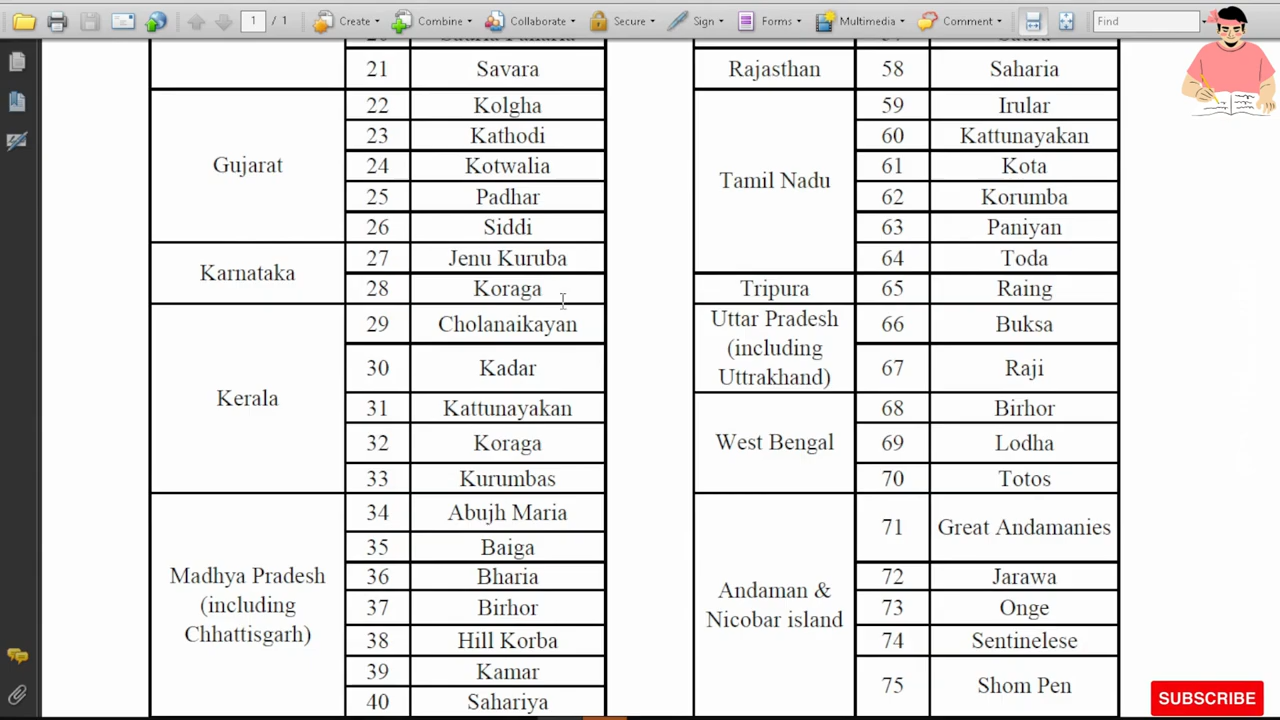 1 / 1 Create Combine Collaborate Secure Sign Forms Multimedia Comment Find
21 Savara
Gujarat
22 Kolgha
23 Kathodi
24 Kotwalia
25 Padhar
26 Siddi
Karnataka
27 Jenu Kuruba
28 Koraga
Kerala
29 Cholanaikayan
30 Kadar
31 Kattunayakan
32 Koraga
33 Kurumbas
Madhya Pradesh
(including
Chhattisgarh)
34 Abujh Maria
35 Baiga
36 Bharia
37 Birhor
38 Hill Korba
39 Kamar
40 Sahariya
Rajasthan 58 Saharia
Tamil Nadu
59 Irular
60 Kattunayakan
61 Kota
62 Korumba
63 Paniyan
64 Toda
Tripura 65 Raing
Uttar Pradesh
(including
Uttrakhand)
66 Buksa
67 Raji
West Bengal
68 Birhor
69 Lodha
70 Totos
Andaman &
Nicobar island
71 Great Andamanies
72 Jarawa
73 Onge
74 Sentinelese
75 Shom Pen
SUBSCRIBE